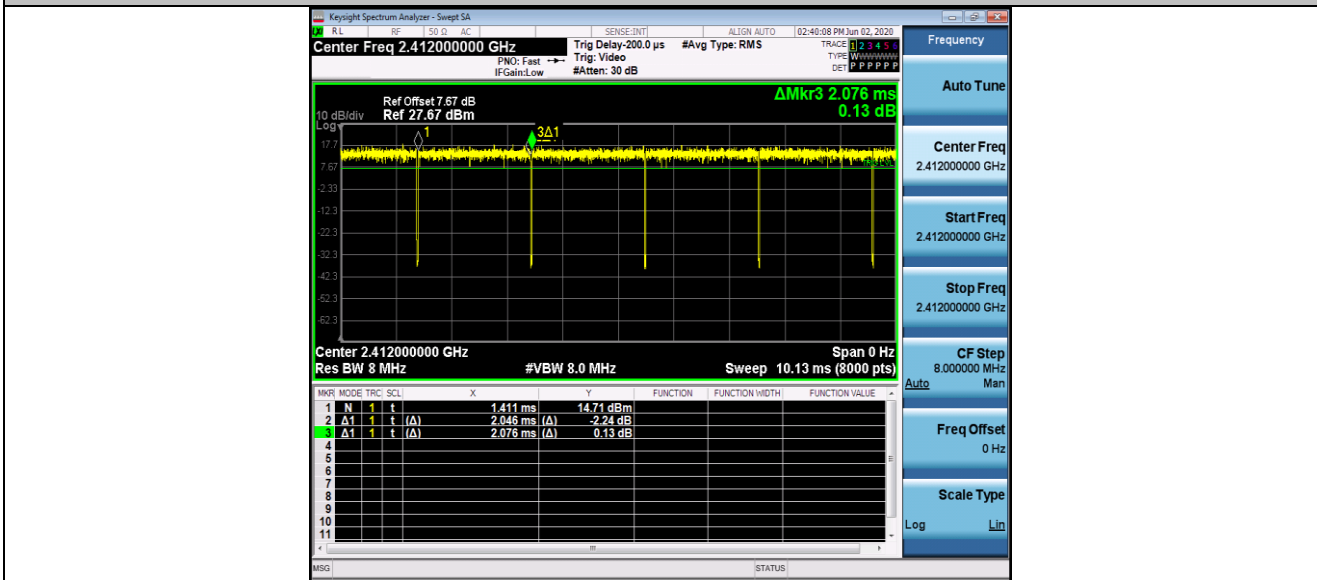 Keysight Spectrum Analyzer - Swept SA
RL RF 50 Ω AC SENSE:INT ALIGN AUTO 02:40:08 PM Jun 02, 2020
Center Freq 2.412000000 GHz
PNO: Fast
IFGain:Low
Trig Delay-200.0 µs
Trig: Video
#Atten: 30 dB
#Avg Type: RMS
TRACE 1 2 3 4 5 6
TYPE WWWWWW
DET P P P P P P
ΔMkr3 2.076 ms
0.13 dB
Ref Offset 7.67 dB
10 dB/div Ref 27.67 dBm
Log
1
3Δ1
17.7
7.67
-2.33
-12.3
-22.3
-32.3
-42.3
-52.3
-62.3
Center 2.412000000 GHz Span 0 Hz
Res BW 8 MHz #VBW 8.0 MHz Sweep 10.13 ms (8000 pts)
MKR MODE TRC SCL X Y FUNCTION FUNCTION WIDTH FUNCTION VALUE
1 N 1 t 1.411 ms 14.71 dBm
2 Δ1 1 t (Δ) 2.046 ms (Δ) -2.24 dB
3 Δ1 1 t (Δ) 2.076 ms (Δ) 0.13 dB
4
5
6
7
8
9
10
11
MSG STATUS
Frequency
Auto Tune
Center Freq
2.412000000 GHz
Start Freq
2.412000000 GHz
Stop Freq
2.412000000 GHz
CF Step
8.000000 MHz
Auto Man
Freq Offset
0 Hz
Scale Type
Log Lin